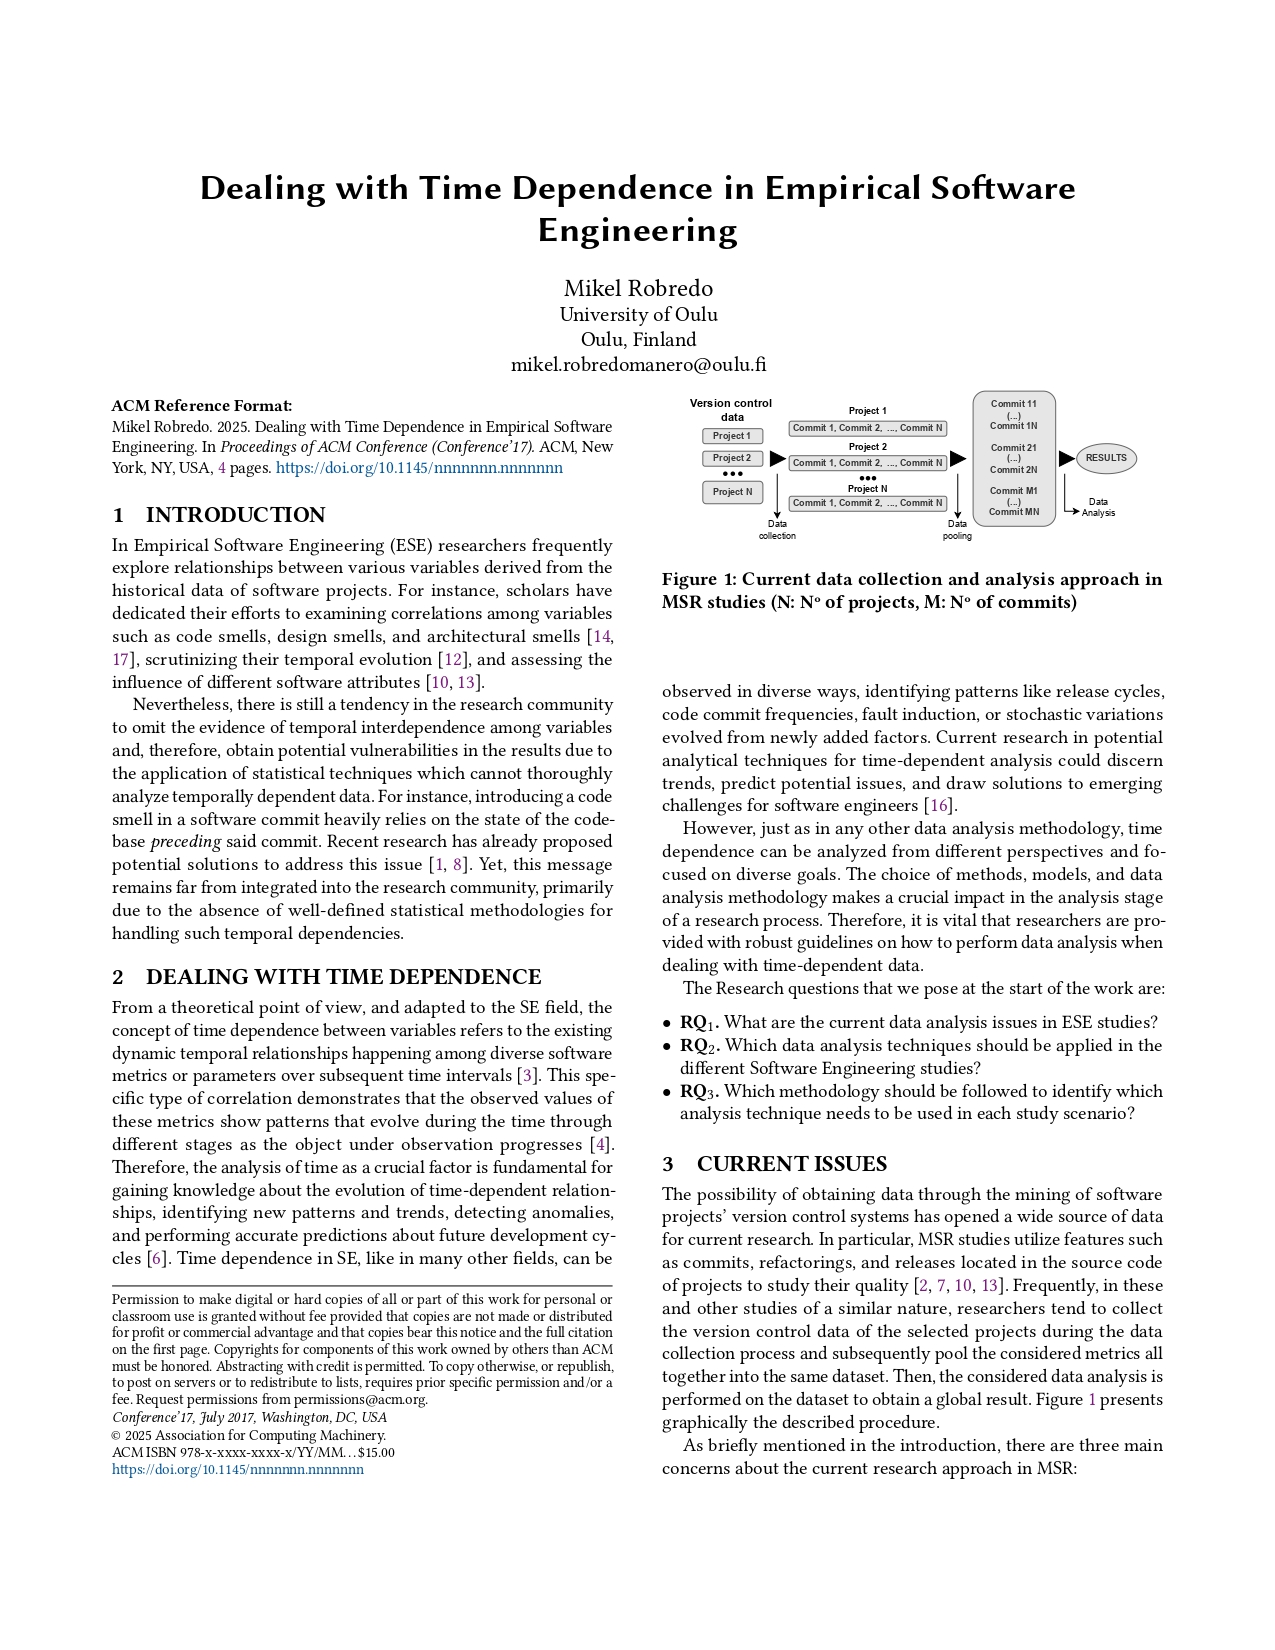 Dealing with Time Dependence in Empirical Software
Engineering
Mikel Robredo
University of Oulu
Oulu, Finland
mikel.robredomanero@oulu.fi
ACM Reference Format:
Mikel Robredo. 2025. Dealing with Time Dependence in Empirical Software
Engineering. In Proceedings of ACM Conference (Conference'17). ACM, New
York, NY, USA, 4 pages. https://doi.org/10.1145/nnnnnnn.nnnnnnn
1 INTRODUCTION
In Empirical Software Engineering (ESE) researchers frequently
explore relationships between various variables derived from the
historical data of software projects. For instance, scholars have
dedicated their efforts to examining correlations among variables
such as code smells, design smells, and architectural smells [14,
17], scrutinizing their temporal evolution [12], and assessing the
influence of different software attributes [10, 13].
Nevertheless, there is still a tendency in the research community
to omit the evidence of temporal interdependence among variables
and, therefore, obtain potential vulnerabilities in the results due to
the application of statistical techniques which cannot thoroughly
analyze temporally dependent data. For instance, introducing a code
smell in a software commit heavily relies on the state of the code-
base preceding said commit. Recent research has already proposed
potential solutions to address this issue [1, 8]. Yet, this message
remains far from integrated into the research community, primarily
due to the absence of well-defined statistical methodologies for
handling such temporal dependencies.
2 DEALING WITH TIME DEPENDENCE
From a theoretical point of view, and adapted to the SE field, the
concept of time dependence between variables refers to the existing
dynamic temporal relationships happening among diverse software
metrics or parameters over subsequent time intervals [3]. This spe-
cific type of correlation demonstrates that the observed values of
these metrics show patterns that evolve during the time through
different stages as the object under observation progresses [4].
Therefore, the analysis of time as a crucial factor is fundamental for
gaining knowledge about the evolution of time-dependent relation-
ships, identifying new patterns and trends, detecting anomalies,
and performing accurate predictions about future development cy-
cles [6]. Time dependence in SE, like in many other fields, can be
Permission to make digital or hard copies of all or part of this work for personal or
classroom use is granted without fee provided that copies are not made or distributed
for profit or commercial advantage and that copies bear this notice and the full citation
on the first page. Copyrights for components of this work owned by others than ACM
must be honored. Abstracting with credit is permitted. To copy otherwise, or republish,
to post on servers or to redistribute to lists, requires prior specific permission and/or a
fee. Request permissions from permissions@acm.org.
Conference'17, July 2017, Washington, DC, USA
© 2025 Association for Computing Machinery.
ACM ISBN 978-x-xxxx-xxxx-x/YY/MM...$15.00
https://doi.org/10.1145/nnnnnnn.nnnnnnn
Version control
data
Project 1
Project 2
Project N
Data
collection
Project 1
Commit 1, Commit 2, ..., Commit N
Project 2
Commit 1, Commit 2, ..., Commit N
Project N
Commit 1, Commit 2, ..., Commit N
Data
pooling
Commit 11
(...)
Commit 1N
Commit 21
(...)
Commit 2N
Commit M1
(...)
Commit MN
Data
Analysis
RESULTS
Figure 1: Current data collection and analysis approach in
MSR studies (N: Nº of projects, M: Nº of commits)
observed in diverse ways, identifying patterns like release cycles,
code commit frequencies, fault induction, or stochastic variations
evolved from newly added factors. Current research in potential
analytical techniques for time-dependent analysis could discern
trends, predict potential issues, and draw solutions to emerging
challenges for software engineers [16].
However, just as in any other data analysis methodology, time
dependence can be analyzed from different perspectives and fo-
cused on diverse goals. The choice of methods, models, and data
analysis methodology makes a crucial impact in the analysis stage
of a research process. Therefore, it is vital that researchers are pro-
vided with robust guidelines on how to perform data analysis when
dealing with time-dependent data.
The Research questions that we pose at the start of the work are:
• RQ₁. What are the current data analysis issues in ESE studies?
• RQ₂. Which data analysis techniques should be applied in the
different Software Engineering studies?
• RQ₃. Which methodology should be followed to identify which
analysis technique needs to be used in each study scenario?
3 CURRENT ISSUES
The possibility of obtaining data through the mining of software
projects' version control systems has opened a wide source of data
for current research. In particular, MSR studies utilize features such
as commits, refactorings, and releases located in the source code
of projects to study their quality [2, 7, 10, 13]. Frequently, in these
and other studies of a similar nature, researchers tend to collect
the version control data of the selected projects during the data
collection process and subsequently pool the considered metrics all
together into the same dataset. Then, the considered data analysis is
performed on the dataset to obtain a global result. Figure 1 presents
graphically the described procedure.
As briefly mentioned in the introduction, there are three main
concerns about the current research approach in MSR: